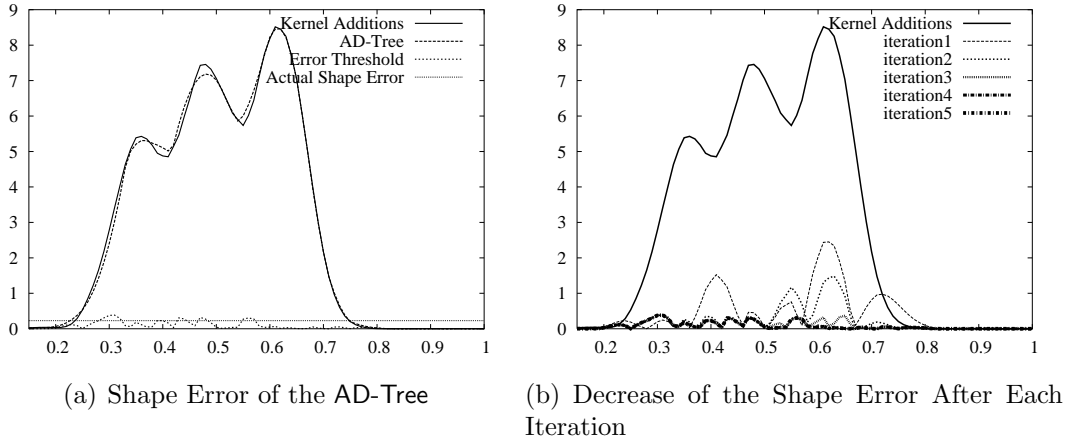 9
8
7
6
5
4
3
2
1
0
0.2 0.3 0.4 0.5 0.6 0.7 0.8 0.9 1
Kernel Additions
AD-Tree
Error Threshold
Actual Shape Error
(a) Shape Error of the AD-Tree
9
8
7
6
5
4
3
2
1
0
0.2 0.3 0.4 0.5 0.6 0.7 0.8 0.9 1
Kernel Additions
iteration1
iteration2
iteration3
iteration4
iteration5
(b) Decrease of the Shape Error After Each
Iteration